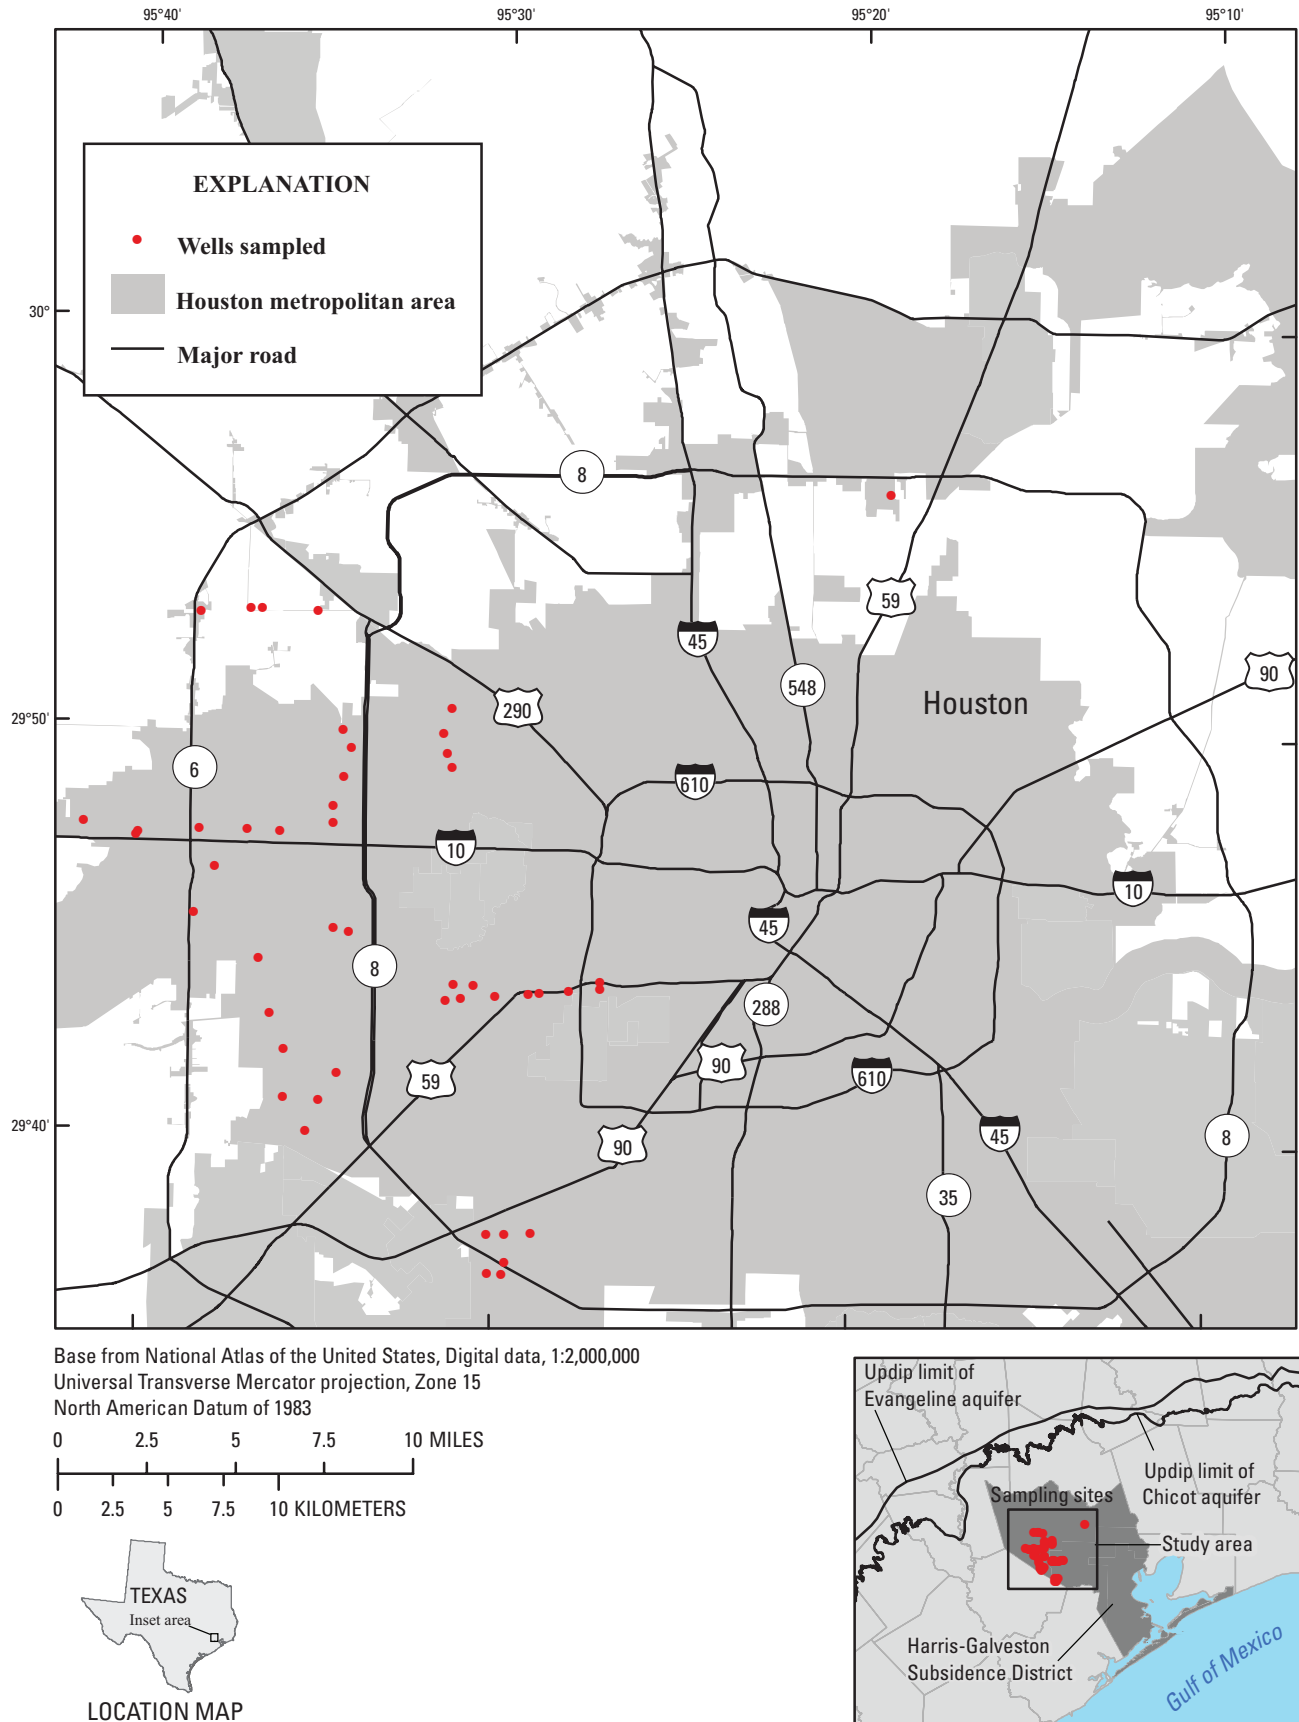 95°40'
95°30'
95°20'
95°10'
EXPLANATION
Wells sampled
Houston metropolitan area
Major road
30°
8
59
45
90
548
290
Houston
29°50'
6
610
10
10
45
8
288
59
90
610
90
45
8
29°40'
35
Base from National Atlas of the United States, Digital data, 1:2,000,000
Universal Transverse Mercator projection, Zone 15
North American Datum of 1983
0 2.5 5 7.5 10 MILES
0 2.5 5 7.5 10 KILOMETERS
TEXAS
Inset area
LOCATION MAP
Updip limit of
Evangeline aquifer
Updip limit of
Chicot aquifer
Sampling sites
Study area
Harris-Galveston
Subsidence District
Gulf of Mexico